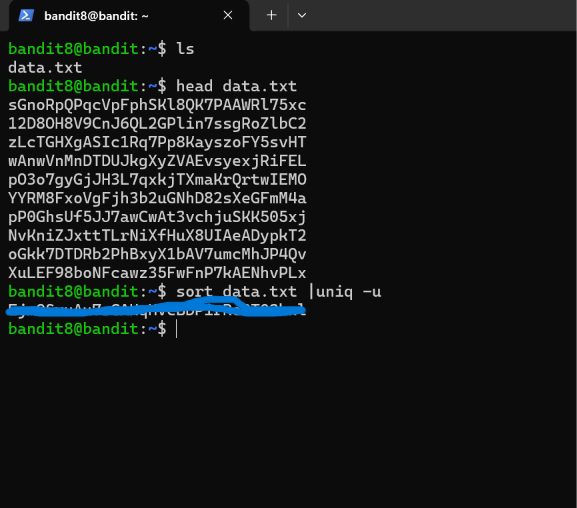 bandit8@bandit: ~
bandit8@bandit:~$ ls
data.txt
bandit8@bandit:~$ head data.txt
sGnoRpQPqcVpFphSKl8QK7PAAWRl75xc
12D8OH8V9CnJ6QL2GPlin7ssgRoZlbC2
zLcTGHXgASIc1Rq7Pp8KayszoFY5svHT
wAnwVnMnDTDUJkgXyZVAEvsyexjRiFEL
pO3o7gyGjJH3L7qxkjTXmaKrQrtwIEMO
YYRM8FxoVgFjh3b2uGNhD82sXeGFmM4a
pP0GhsUf5JJ7awCwAt3vchjuSKK505xj
NvKniZJxttTLrNiXfHuX8UIAeADypkT2
oGkk7DTDRb2PhBxyX1bAV7umcMhJP4Qv
XuLEF98boNFcawz35FwFnP7kAENhvPLx
bandit8@bandit:~$ sort data.txt |uniq -u
bandit8@bandit:~$